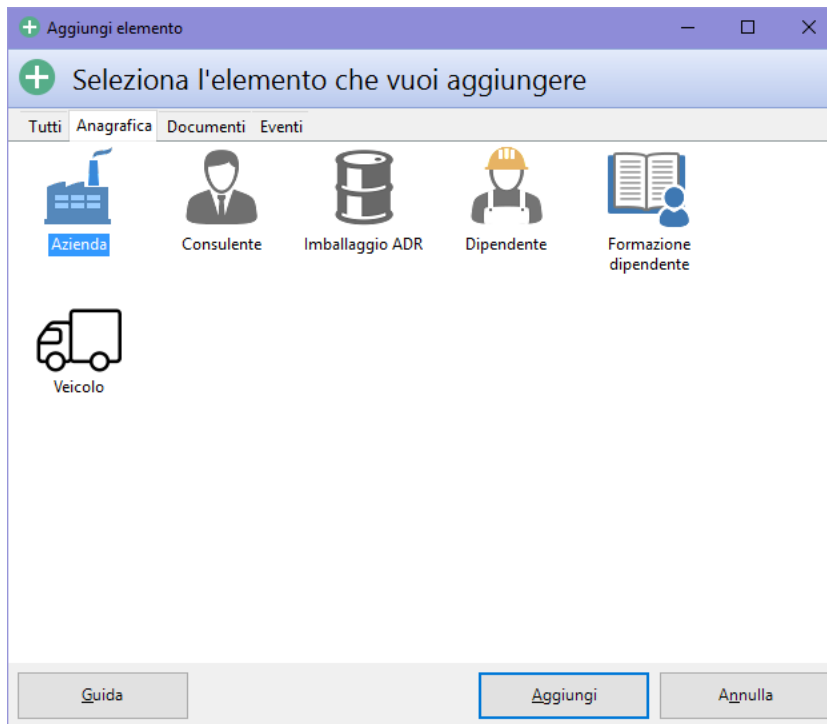 Aggiungi elemento
Seleziona l'elemento che vuoi aggiungere
Tutti Anagrafica Documenti Eventi
Azienda Consulente Imballaggio ADR Dipendente Formazione
dipendente
Veicolo
Guida Aggiungi Annulla